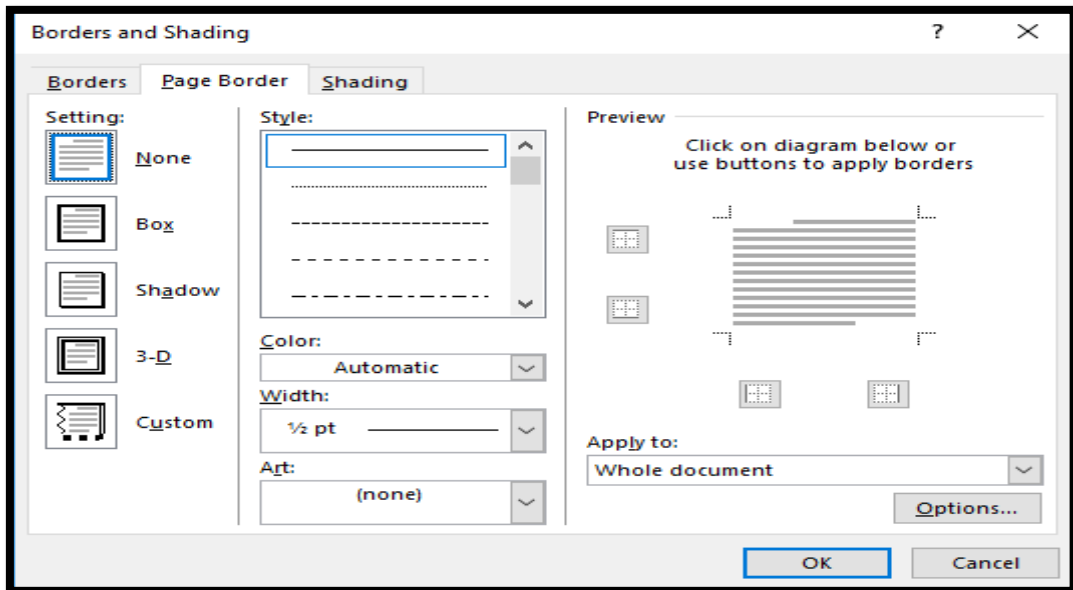 Borders and Shading
?
Borders
Page Border
Shading
Setting:
None
Box
Shadow
3-D
Custom
Style:
Color:
Automatic
Width:
½ pt
Art:
(none)
Preview
Click on diagram below or
use buttons to apply borders
Apply to:
Whole document
Options...
OK
Cancel